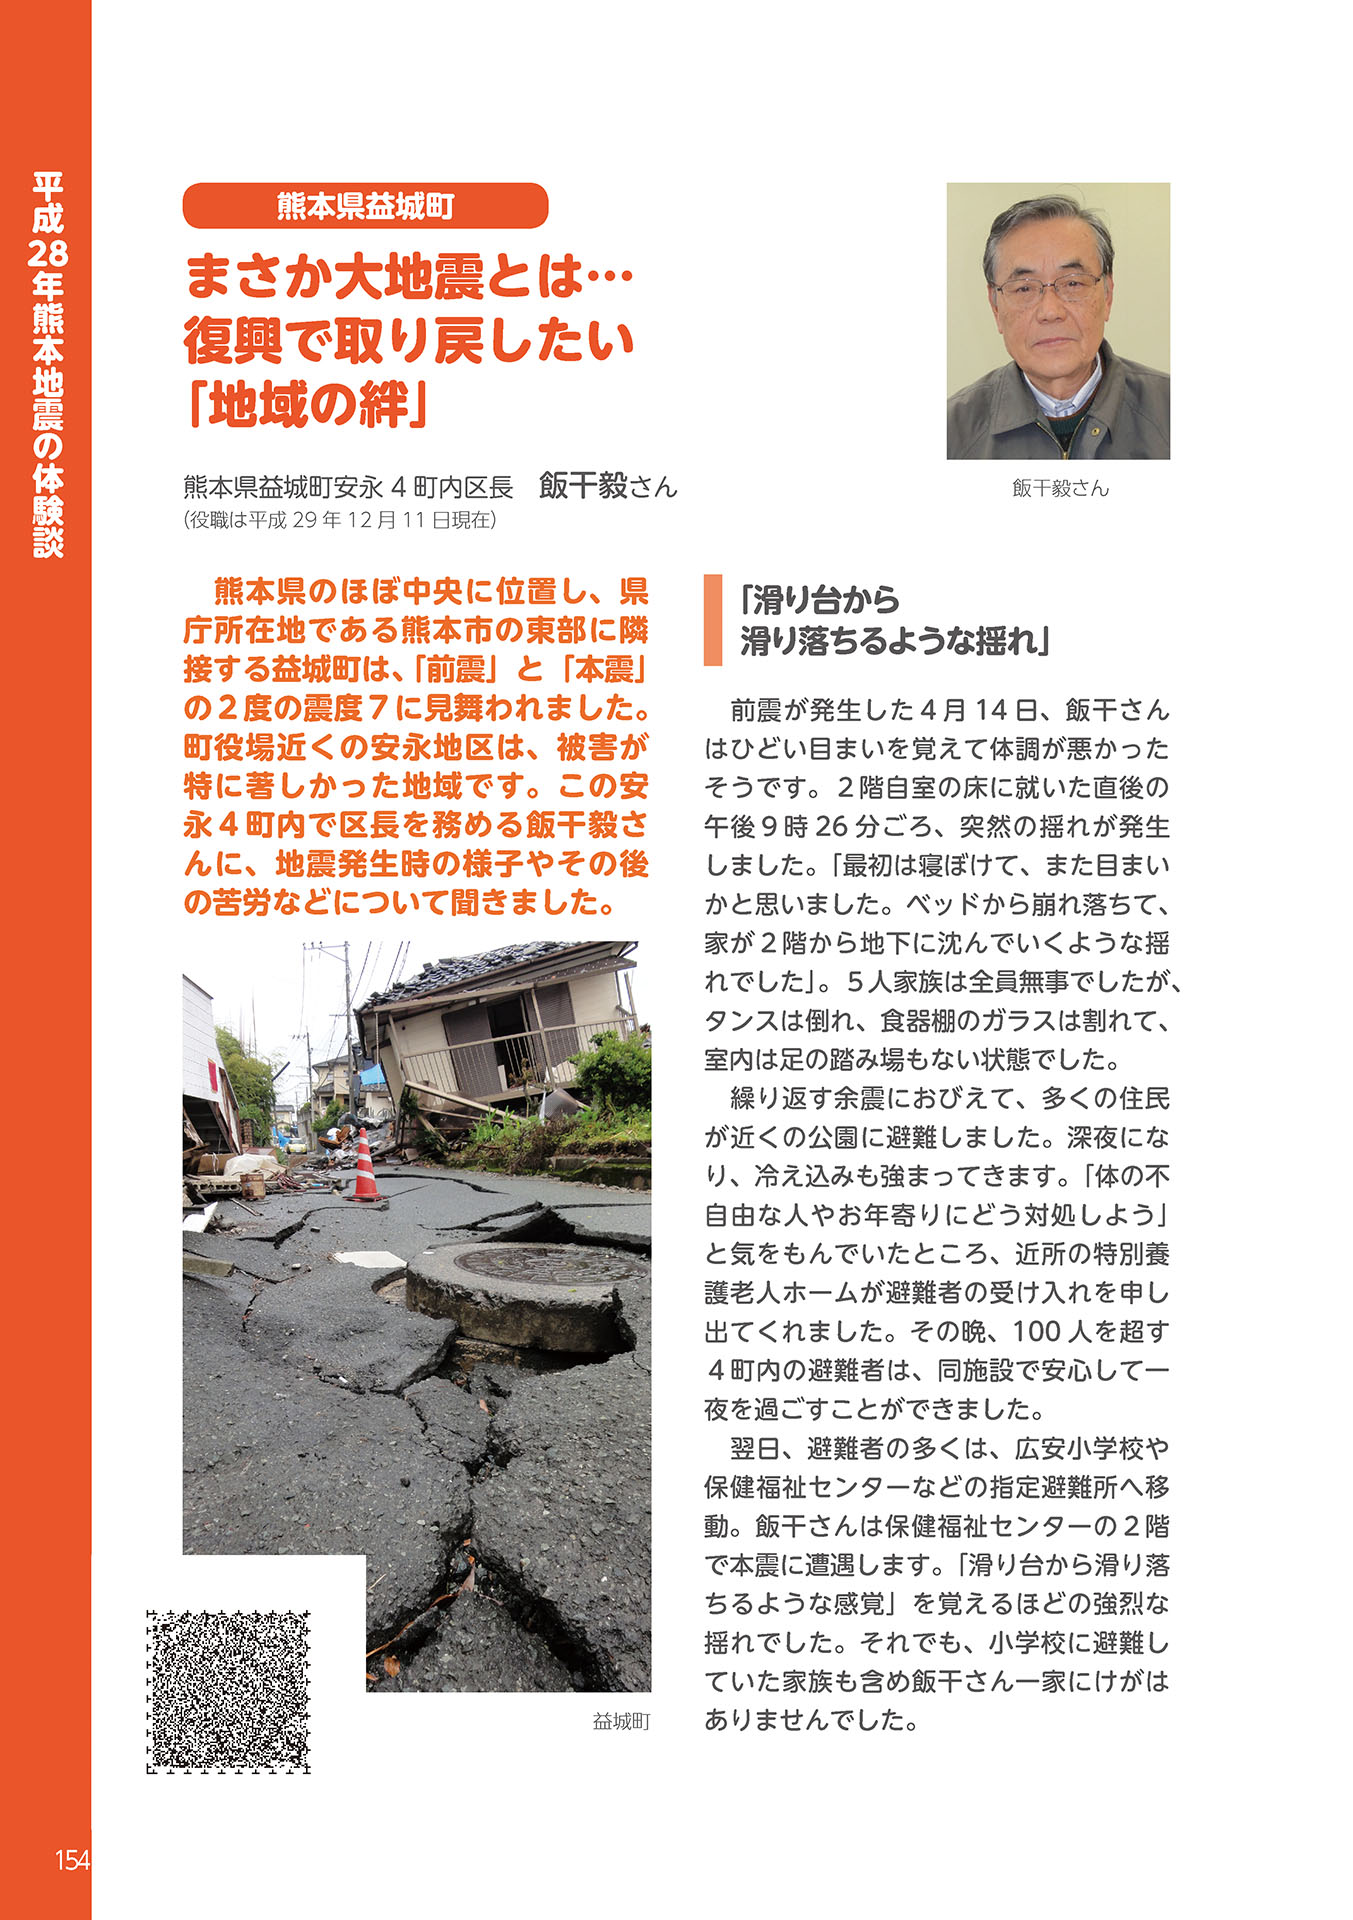 平成28年熊本地震の体験談
熊本県益城町
まさか大地震とは…
復興で取り戻したい
「地域の絆」
熊本県益城町安永４町内区長　飯干毅さん
（役職は平成 29 年 12 月 11 日現在）
飯干毅さん
熊本県のほぼ中央に位置し、県
庁所在地である熊本市の東部に隣
接する益城町は、「前震」と「本震」
の２度の震度７に見舞われました。
町役場近くの安永地区は、被害が
特に著しかった地域です。この安
永４町内で区長を務める飯干毅さ
んに、地震発生時の様子やその後
の苦労などについて聞きました。
益城町
「滑り台から
滑り落ちるような揺れ」
前震が発生した４月 14 日、飯干さん
はひどい目まいを覚えて体調が悪かった
そうです。２階自室の床に就いた直後の
午後９時 26 分ごろ、突然の揺れが発生
しました。「最初は寝ぼけて、また目まい
かと思いました。ベッドから崩れ落ちて、
家が２階から地下に沈んでいくような揺
れでした」。５人家族は全員無事でしたが、
タンスは倒れ、食器棚のガラスは割れて、
室内は足の踏み場もない状態でした。
繰り返す余震におびえて、多くの住民
が近くの公園に避難しました。深夜にな
り、冷え込みも強まってきます。「体の不
自由な人やお年寄りにどう対処しよう」
と気をもんでいたところ、近所の特別養
護老人ホームが避難者の受け入れを申し
出てくれました。その晩、100 人を超す
４町内の避難者は、同施設で安心して一
夜を過ごすことができました。
翌日、避難者の多くは、広安小学校や
保健福祉センターなどの指定避難所へ移
動。飯干さんは保健福祉センターの２階
で本震に遭遇します。「滑り台から滑り落
ちるような感覚」を覚えるほどの強烈な
揺れでした。それでも、小学校に避難し
ていた家族も含め飯干さん一家にけがは
ありませんでした。
154